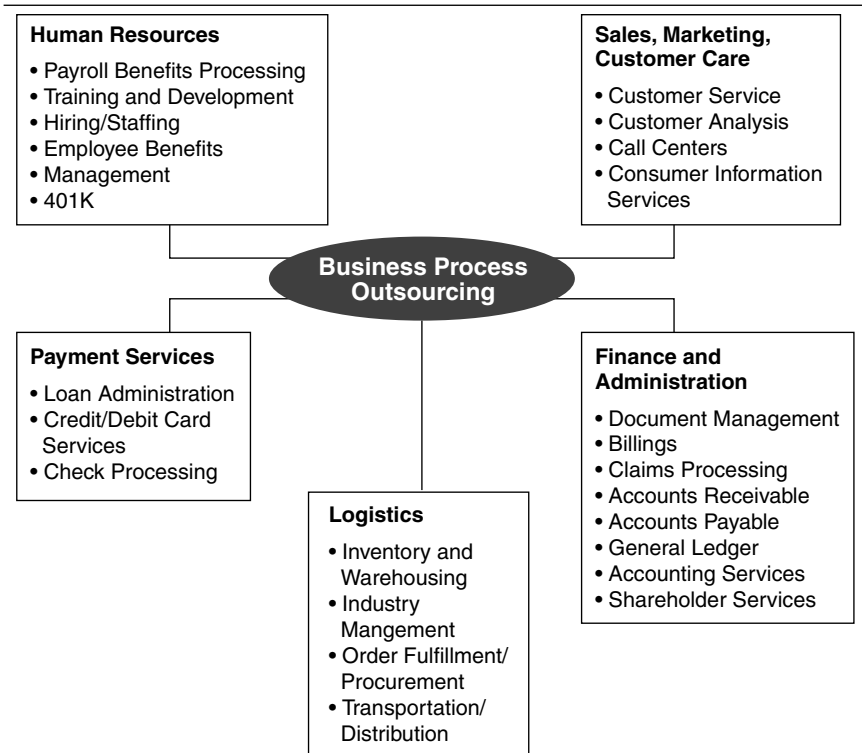 Human Resources
• Payroll Benefits Processing
• Training and Development
• Hiring/Staffing
• Employee Benefits
• Management
• 401K
Sales, Marketing,
Customer Care
• Customer Service
• Customer Analysis
• Call Centers
• Consumer Information
Services
Business Process
Outsourcing
Payment Services
• Loan Administration
• Credit/Debit Card
Services
• Check Processing
Finance and
Administration
• Document Management
• Billings
• Claims Processing
• Accounts Receivable
• Accounts Payable
• General Ledger
• Accounting Services
• Shareholder Services
Logistics
• Inventory and
Warehousing
• Industry
Mangement
• Order Fulfillment/
Procurement
• Transportation/
Distribution